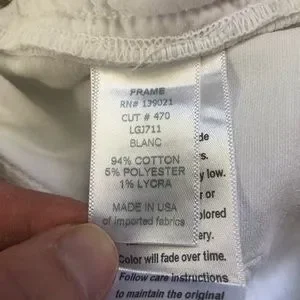 FRAME
RN# 139021
CUT # 470
LGJ711
BLANC
94% COTTON
5% POLYESTER
1% LYCRA
MADE IN USA
of imported fabrics
de
s.
y low.
r or
olored
ery.
Color will fade over time.
Follow care instructions
to maintain the original